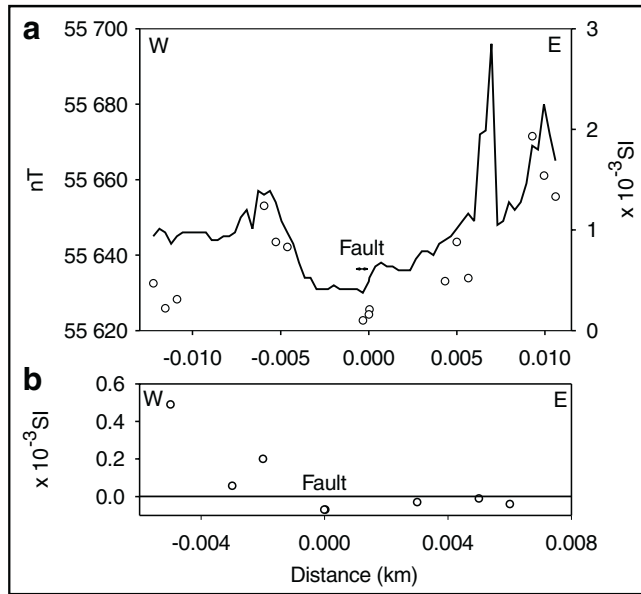 a
55 700
3
W
E
55 680
2
nT
55 660
x 10⁻³SI
1
Fault
55 640
55 620
0
-0.010
-0.005
0.000
0.005
0.010
b
0.6
W
E
0.4
x 10⁻³SI
0.2
Fault
0.0
-0.004
0.000
0.004
0.008
Distance (km)